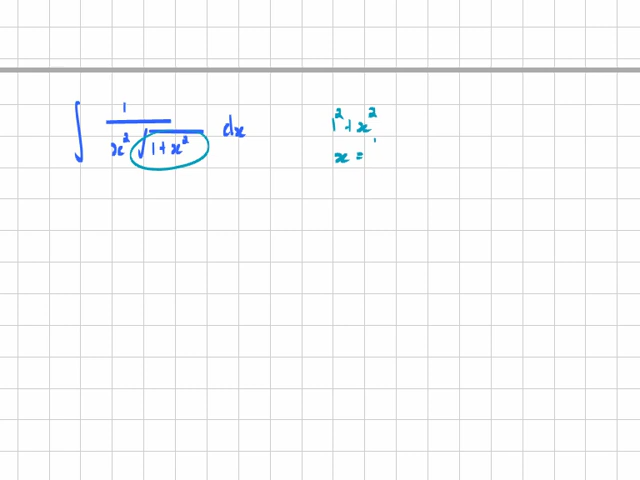 ∫ 1 / x² √(1 + x²) dx
1² + x²
x = '